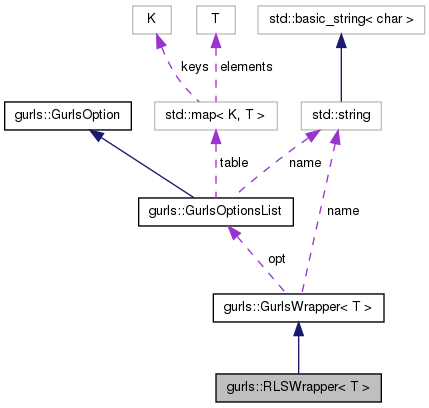 K
T
std::basic_string< char >
keys
elements
gurls::GurlsOption
std::map< K, T >
std::string
table
name
gurls::GurlsOptionsList
name
opt
gurls::GurlsWrapper< T >
gurls::RLSWrapper< T >